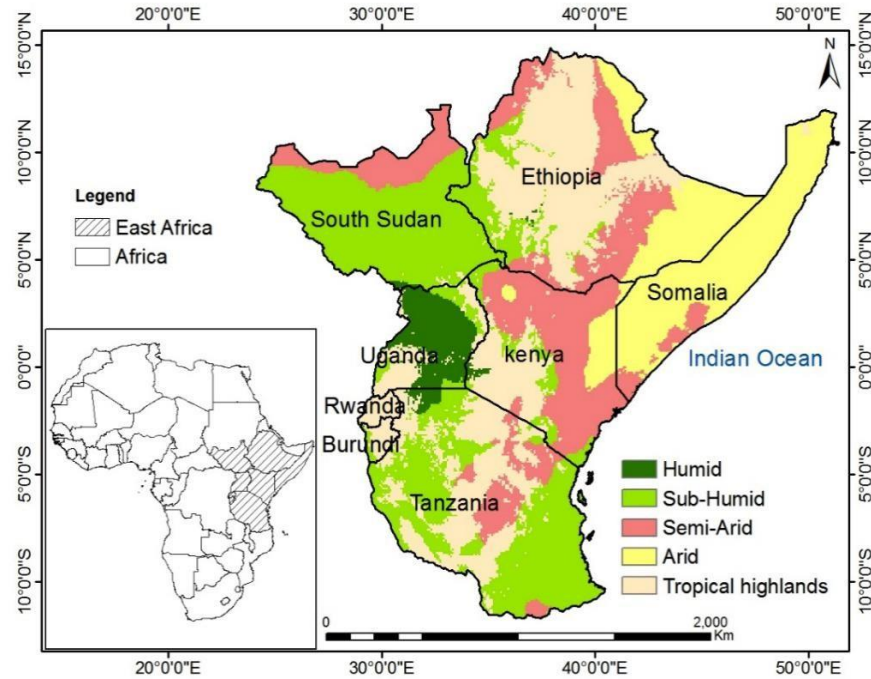 20°0'0"E 30°0'0"E 40°0'0"E 50°0'0"E
15°0'0"N
10°0'0"N
5°0'0"N
0°0'0"
5°0'0"S
10°0'0"S
N
Legend
East Africa
Africa
Ethiopia
South Sudan
Somalia
Uganda
kenya
Indian Ocean
Rwanda
Burundi
Tanzania
Humid
Sub-Humid
Semi-Arid
Arid
Tropical highlands
0 2,000
Km
15°0'0"N
10°0'0"N
5°0'0"N
0°0'0"
5°0'0"S
10°0'0"S
20°0'0"E 30°0'0"E 40°0'0"E 50°0'0"E